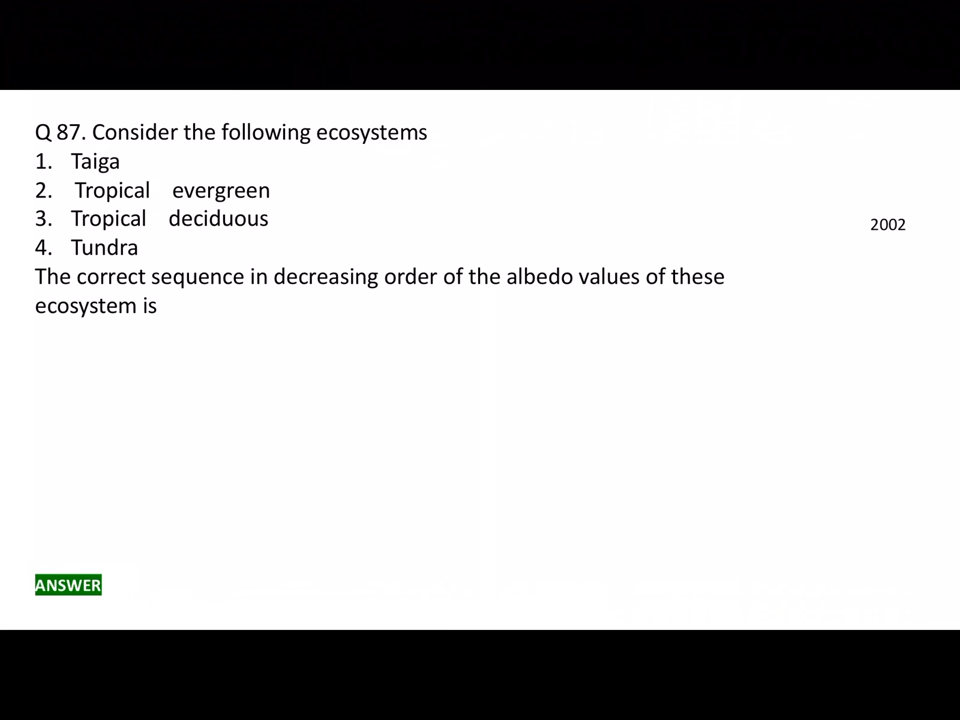 Q 87. Consider the following ecosystems
1. Taiga
2. Tropical evergreen
3. Tropical deciduous
2002
4. Tundra
The correct sequence in decreasing order of the albedo values of these
ecosystem is
ANSWER